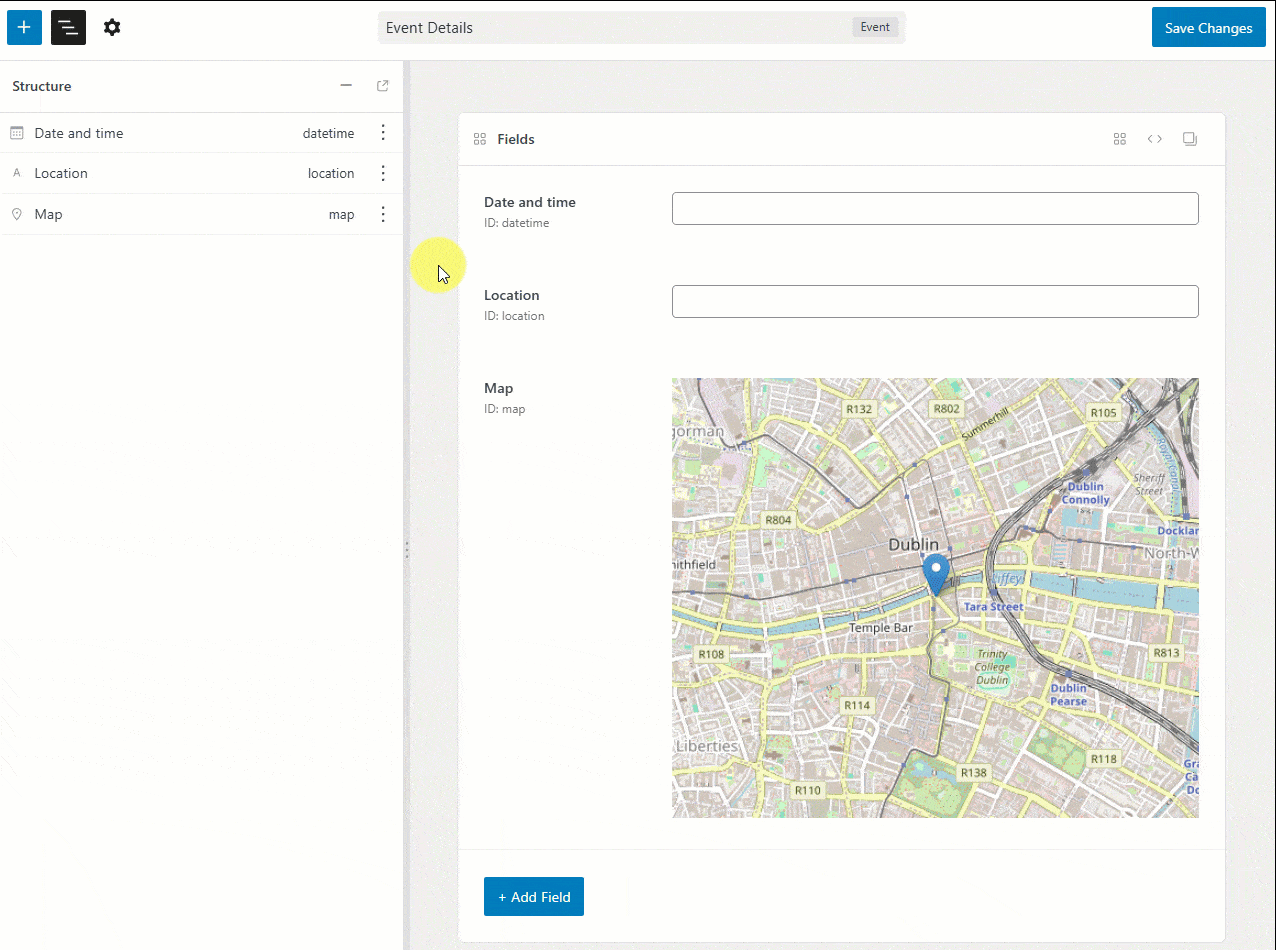 Event Details
Event
Save Changes
Structure
Date and time
datetime
Location
location
Map
map
Fields
Date and time
ID: datetime
Location
ID: location
Map
ID: map
R132
R802
R105
Summerhill
gorman
Royal Canal
Dublin
Connolly
Sheriff
Street
R804
Docklan
Dublin
North-W
nithfield
Liffey
Tara Street
Temple Bar
R108
Trinity
College
Dublin
R813
Dublin
Pearse
R114
Liberties
R118
R138
Gra
Ca
Do
R110
+ Add Field